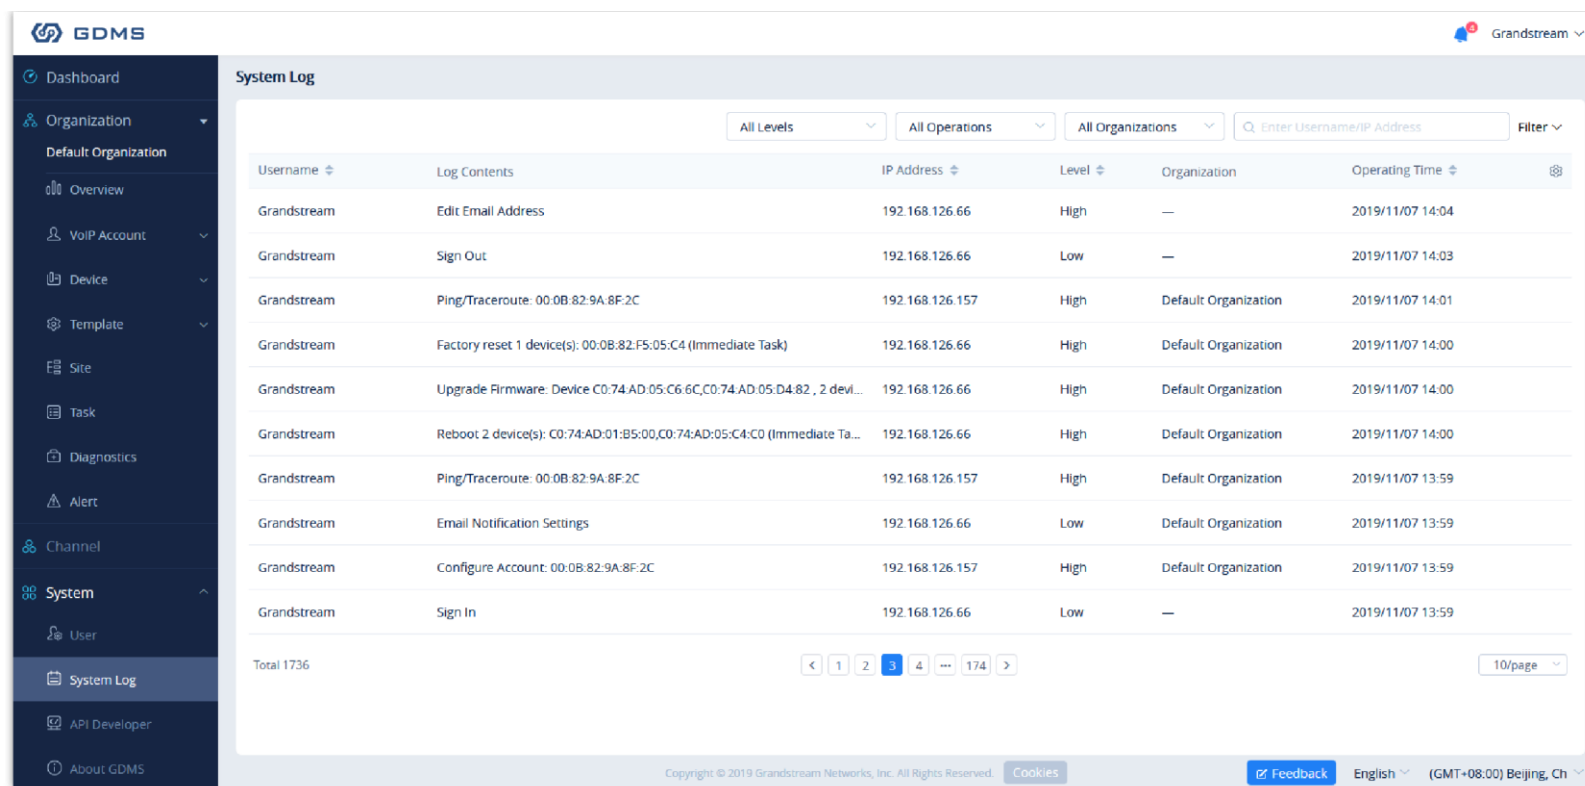 GDMS
4
Grandstream
Dashboard
System Log
Organization
Default Organization
All Levels
All Operations
All Organizations
Enter Username/IP Address
Filter
Username
Log Contents
IP Address
Level
Organization
Operating Time
Overview
VoIP Account
Device
Template
Site
Task
Diagnostics
Alert
Channel
System
User
System Log
API Developer
About GDMS
Grandstream Edit Email Address 192.168.126.66 High — 2019/11/07 14:04
Grandstream Sign Out 192.168.126.66 Low — 2019/11/07 14:03
Grandstream Ping/Traceroute: 00:0B:82:9A:8F:2C 192.168.126.157 High Default Organization 2019/11/07 14:01
Grandstream Factory reset 1 device(s): 00:0B:82:F5:05:C4 (Immediate Task) 192.168.126.66 High Default Organization 2019/11/07 14:00
Grandstream Upgrade Firmware: Device C0:74:AD:05:C6:6C,C0:74:AD:05:D4:82 , 2 devi... 192.168.126.66 High Default Organization 2019/11/07 14:00
Grandstream Reboot 2 device(s): C0:74:AD:01:B5:00,C0:74:AD:05:C4:C0 (Immediate Ta... 192.168.126.66 High Default Organization 2019/11/07 14:00
Grandstream Ping/Traceroute: 00:0B:82:9A:8F:2C 192.168.126.157 High Default Organization 2019/11/07 13:59
Grandstream Email Notification Settings 192.168.126.66 Low Default Organization 2019/11/07 13:59
Grandstream Configure Account: 00:0B:82:9A:8F:2C 192.168.126.157 High Default Organization 2019/11/07 13:59
Grandstream Sign In 192.168.126.66 Low — 2019/11/07 13:59
Total 1736
< 1 2 3 4 ··· 174 >
10/page
Copyright © 2019 Grandstream Networks, Inc. All Rights Reserved.
Cookies
Feedback
English
(GMT+08:00) Beijing, Ch